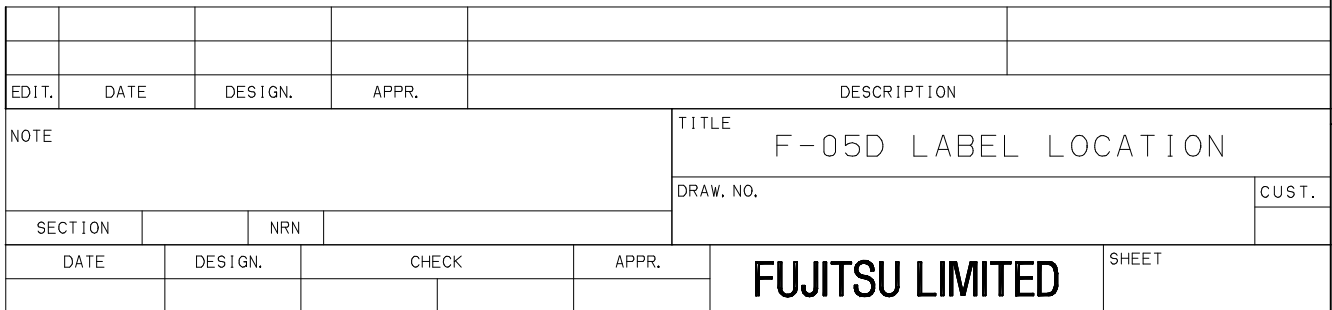 EDIT. DATE DESIGN. APPR. DESCRIPTION
NOTE
TITLE
F-05D LABEL LOCATION
DRAW. NO. CUST.
SECTION NRN
DATE DESIGN. CHECK APPR. FUJITSU LIMITED SHEET